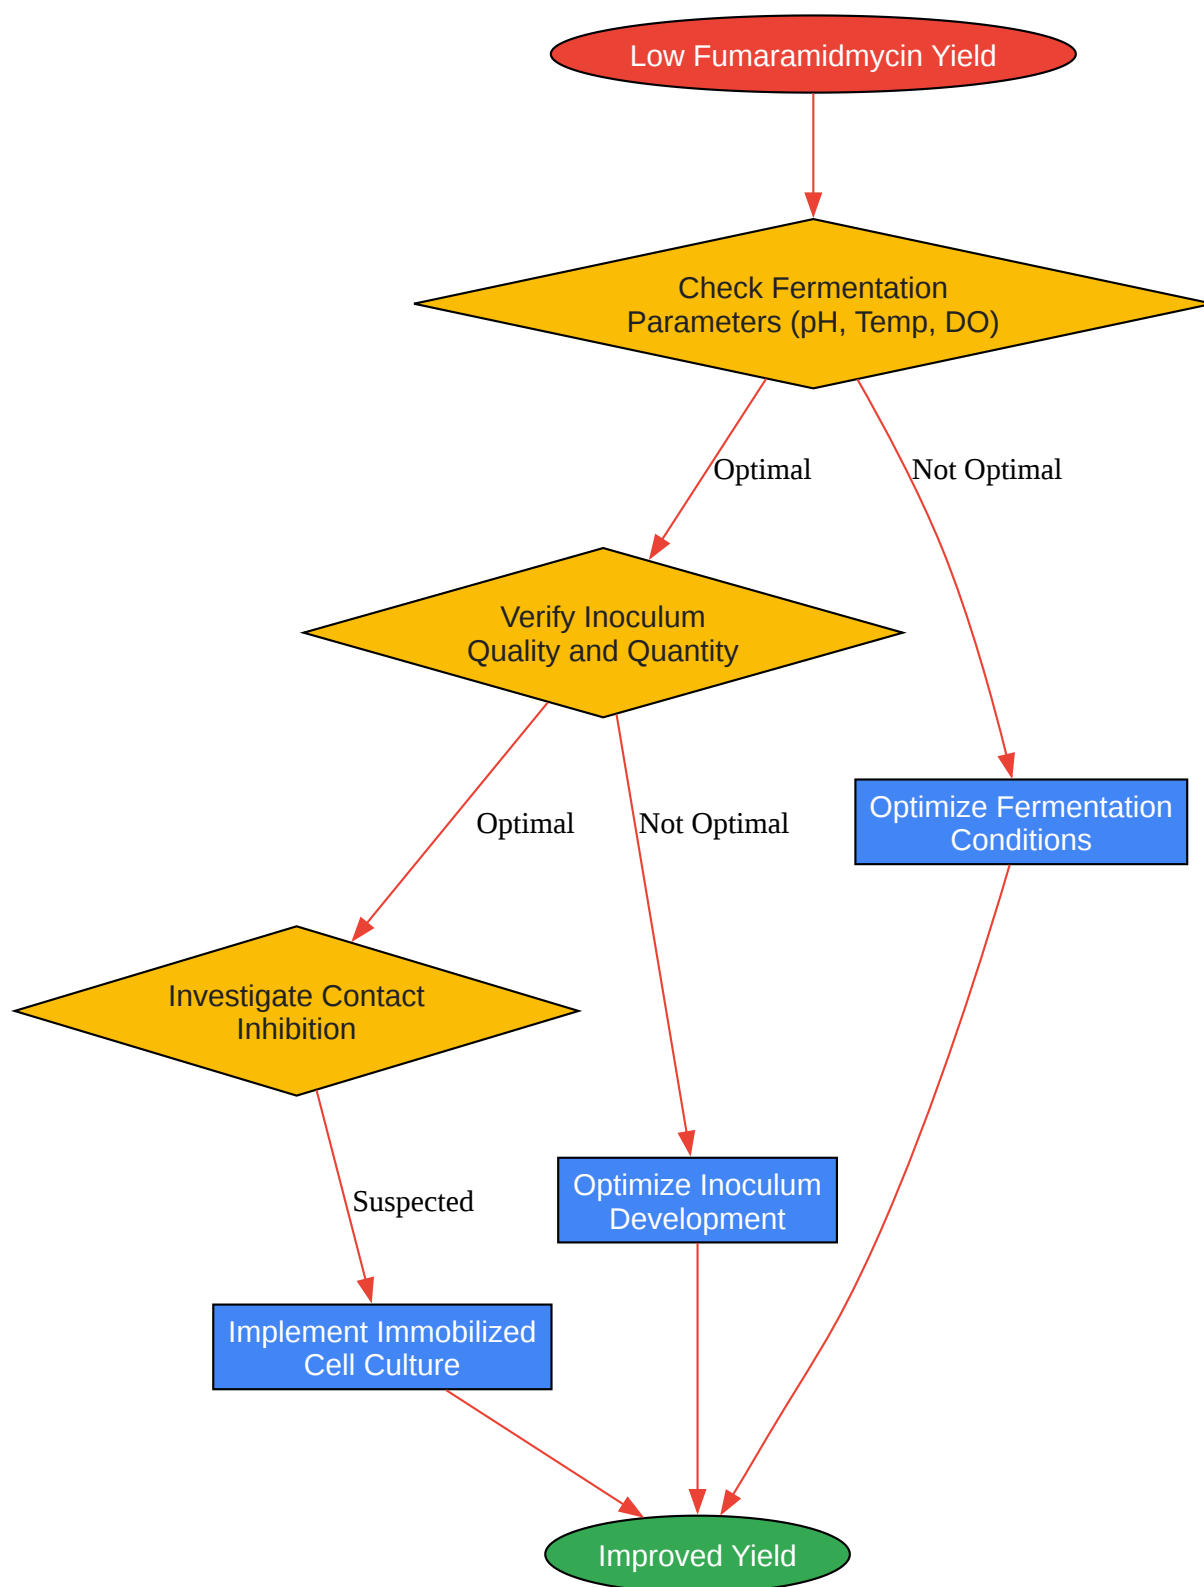 Low Fumaramidmycin Yield
Check Fermentation
Parameters (pH, Temp, DO)
Optimal
Not Optimal
Verify Inoculum
Quality and Quantity
Optimal
Not Optimal
Optimize Fermentation
Conditions
Investigate Contact
Inhibition
Suspected
Optimize Inoculum
Development
Implement Immobilized
Cell Culture
Improved Yield